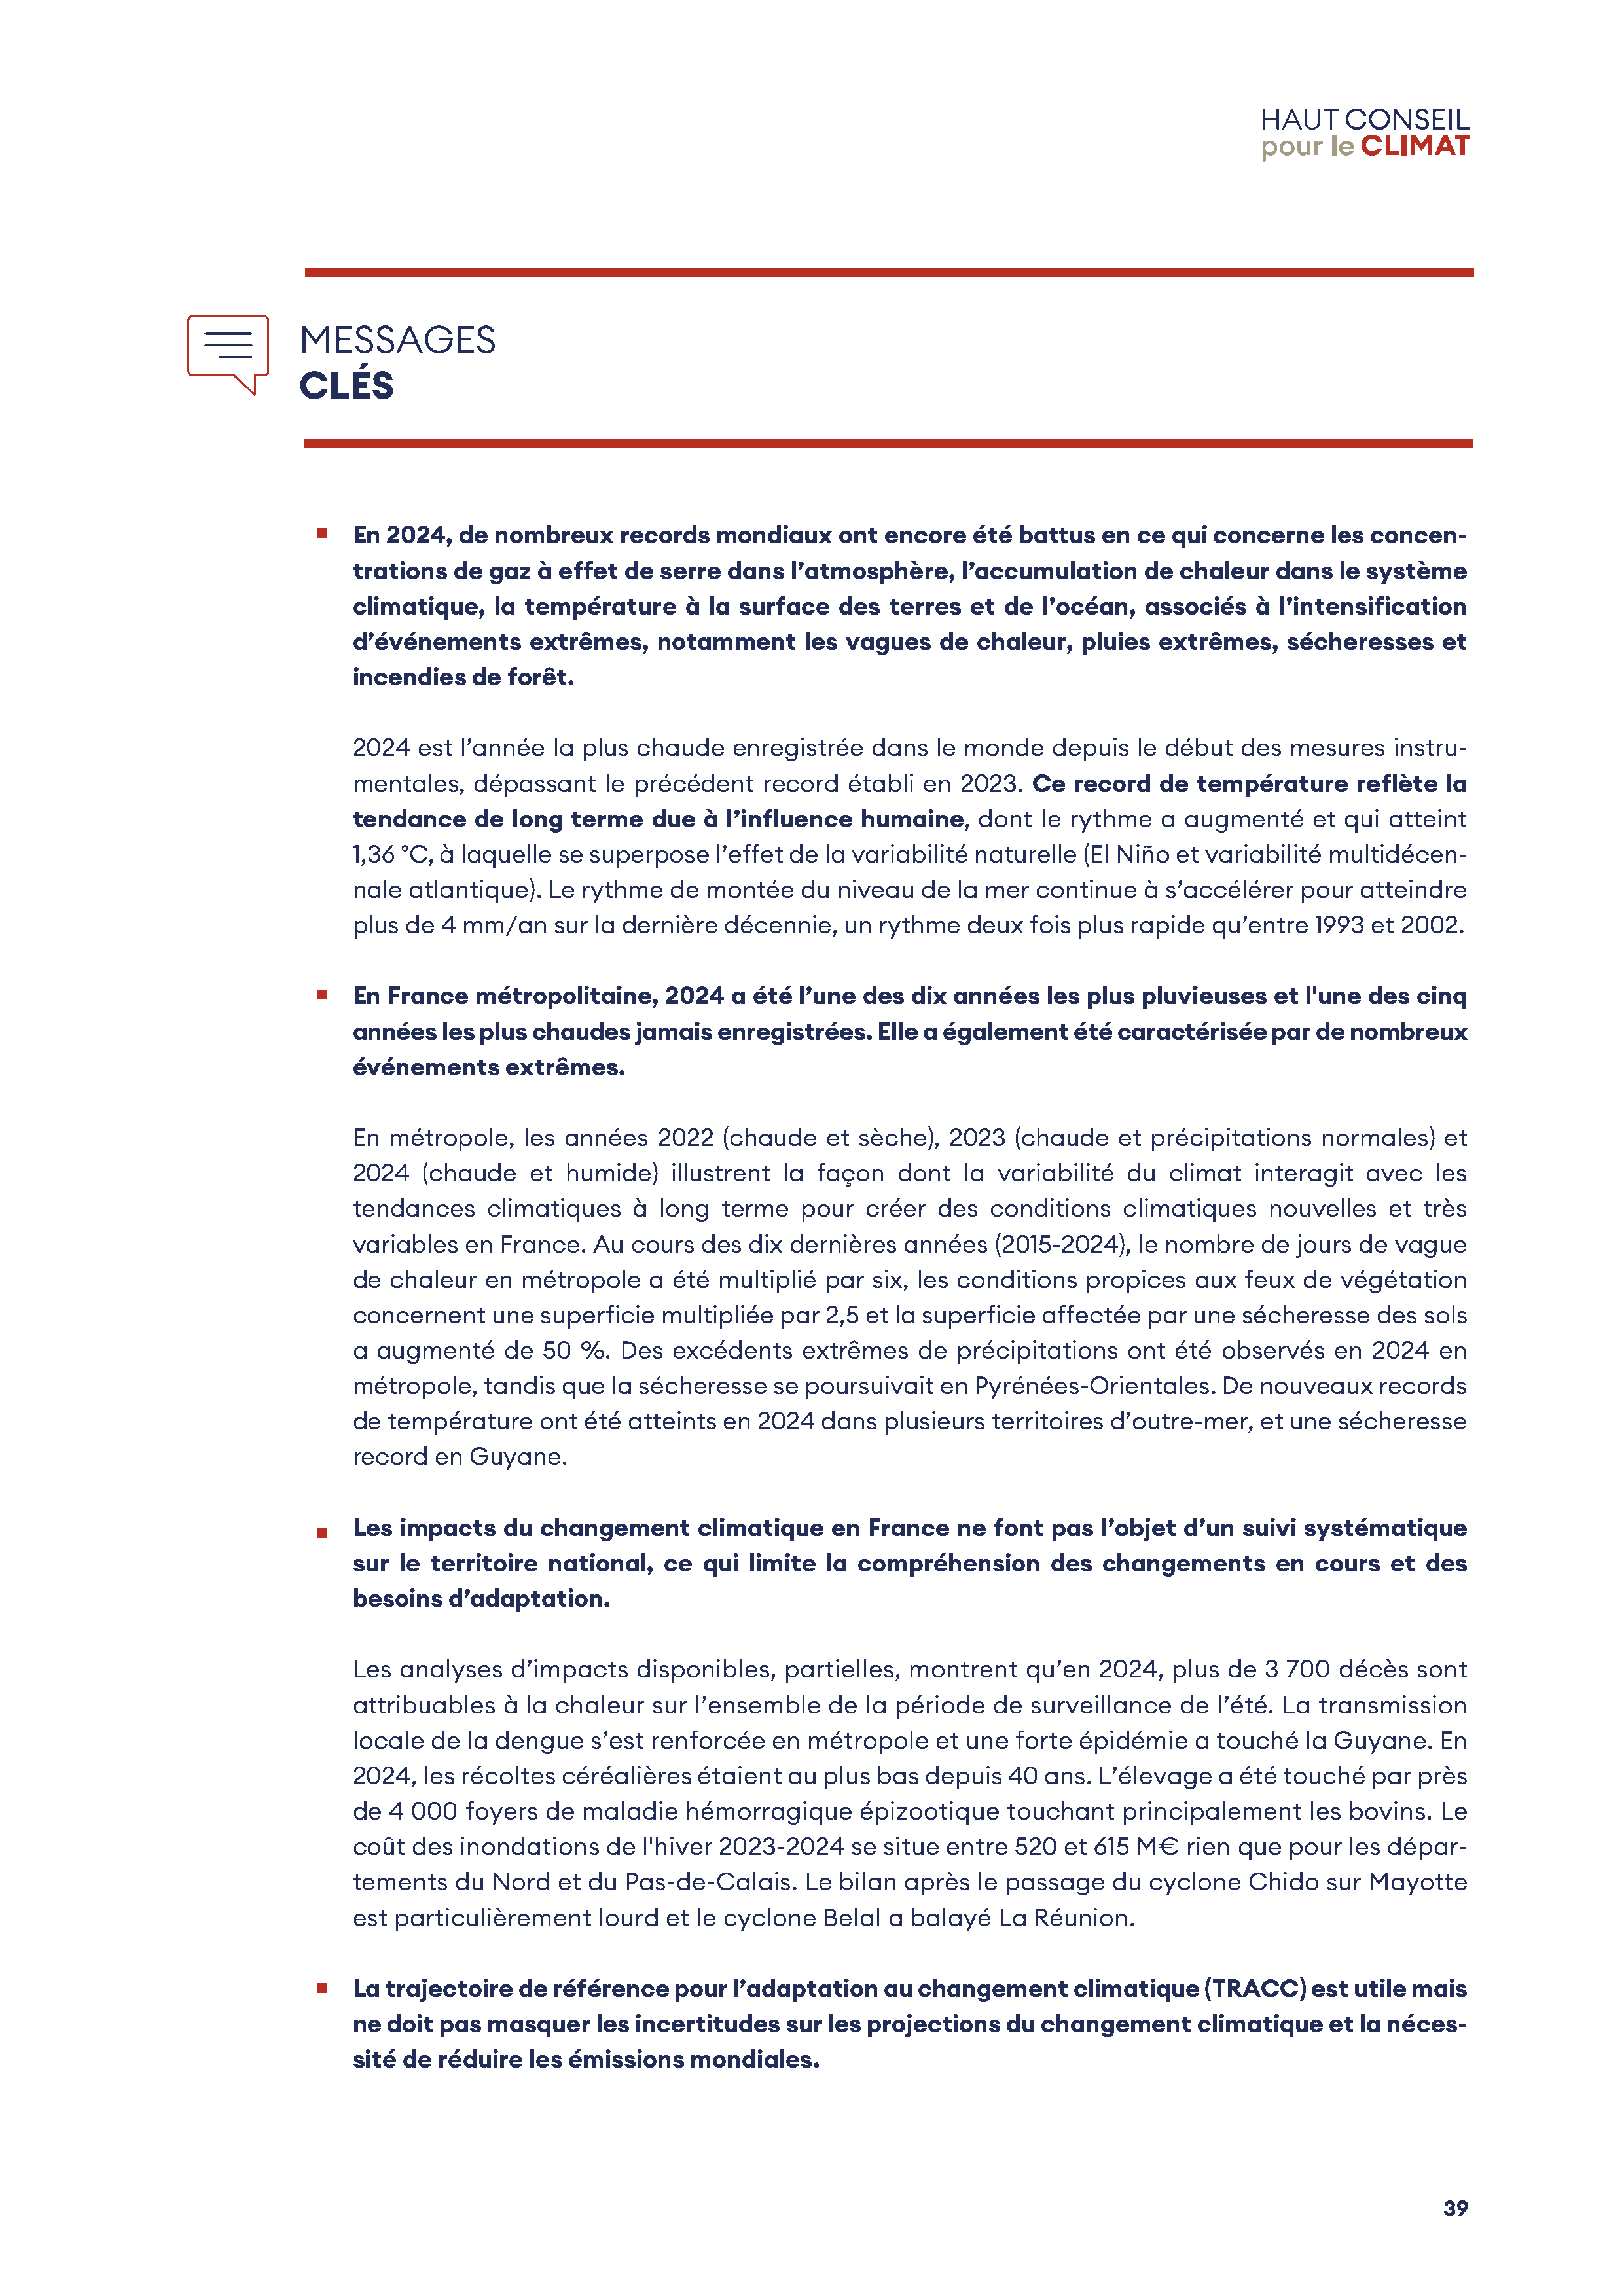 HAUT CONSEIL
pour le CLIMAT
MESSAGES
CLÉS
En 2024, de nombreux records mondiaux ont encore été battus en ce qui concerne les concen-
trations de gaz à effet de serre dans l’atmosphère, l’accumulation de chaleur dans le système
climatique, la température à la surface des terres et de l’océan, associés à l’intensification
d’événements extrêmes, notamment les vagues de chaleur, pluies extrêmes, sécheresses et
incendies de forêt.
2024 est l’année la plus chaude enregistrée dans le monde depuis le début des mesures instru-
mentales, dépassant le précédent record établi en 2023. Ce record de température reflète la
tendance de long terme due à l’influence humaine, dont le rythme a augmenté et qui atteint
1,36 °C, à laquelle se superpose l’effet de la variabilité naturelle (El Niño et variabilité multidécen-
nale atlantique). Le rythme de montée du niveau de la mer continue à s’accélérer pour atteindre
plus de 4 mm/an sur la dernière décennie, un rythme deux fois plus rapide qu’entre 1993 et 2002.
En France métropolitaine, 2024 a été l’une des dix années les plus pluvieuses et l'une des cinq
années les plus chaudes jamais enregistrées. Elle a également été caractérisée par de nombreux
événements extrêmes.
En métropole, les années 2022 (chaude et sèche), 2023 (chaude et précipitations normales) et
2024 (chaude et humide) illustrent la façon dont la variabilité du climat interagit avec les
tendances climatiques à long terme pour créer des conditions climatiques nouvelles et très
variables en France. Au cours des dix dernières années (2015-2024), le nombre de jours de vague
de chaleur en métropole a été multiplié par six, les conditions propices aux feux de végétation
concernent une superficie multipliée par 2,5 et la superficie affectée par une sécheresse des sols
a augmenté de 50 %. Des excédents extrêmes de précipitations ont été observés en 2024 en
métropole, tandis que la sécheresse se poursuivait en Pyrénées-Orientales. De nouveaux records
de température ont été atteints en 2024 dans plusieurs territoires d’outre-mer, et une sécheresse
record en Guyane.
Les impacts du changement climatique en France ne font pas l’objet d’un suivi systématique
sur le territoire national, ce qui limite la compréhension des changements en cours et des
besoins d’adaptation.
Les analyses d’impacts disponibles, partielles, montrent qu’en 2024, plus de 3 700 décès sont
attribuables à la chaleur sur l’ensemble de la période de surveillance de l’été. La transmission
locale de la dengue s’est renforcée en métropole et une forte épidémie a touché la Guyane. En
2024, les récoltes céréalières étaient au plus bas depuis 40 ans. L’élevage a été touché par près
de 4 000 foyers de maladie hémorragique épizootique touchant principalement les bovins. Le
coût des inondations de l'hiver 2023-2024 se situe entre 520 et 615 M€ rien que pour les dépar-
tements du Nord et du Pas-de-Calais. Le bilan après le passage du cyclone Chido sur Mayotte
est particulièrement lourd et le cyclone Belal a balayé La Réunion.
La trajectoire de référence pour l’adaptation au changement climatique (TRACC) est utile mais
ne doit pas masquer les incertitudes sur les projections du changement climatique et la néces-
sité de réduire les émissions mondiales.
39